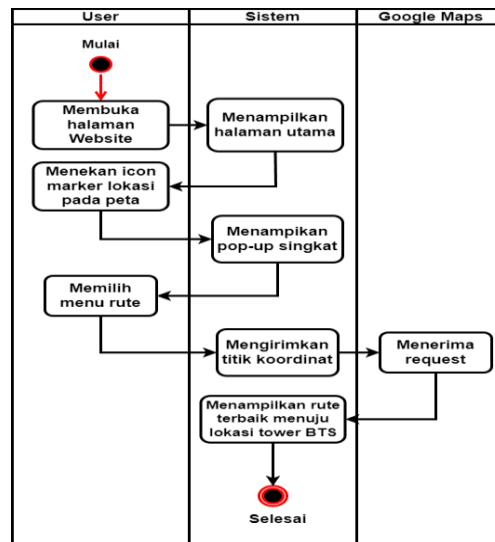 User
Sistem
Google Maps
Mulai
Membuka
halaman
Website
Menampilkan
halaman utama
Menekan icon
marker lokasi
pada peta
Menampikan
pop-up singkat
Memilih
menu rute
Mengirimkan
titik koordinat
Menerima
request
Menampilkan rute
terbaik menuju
lokasi tower BTS
Selesai